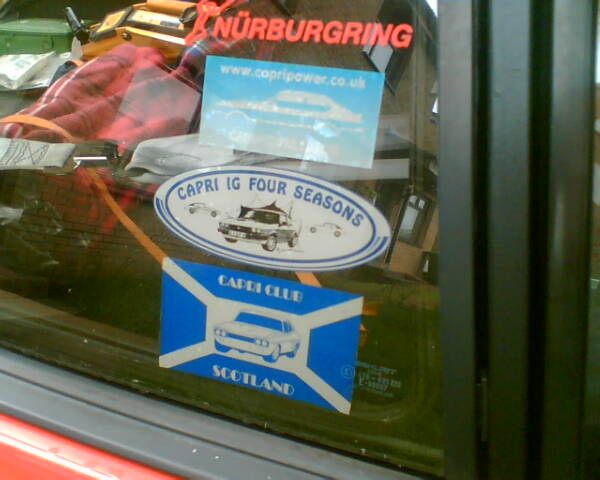 NÜRBURGRING
www.capripower.co.uk
CAPRI IG FOUR SEASONS
CAPRI CLUB
SCOTLAND